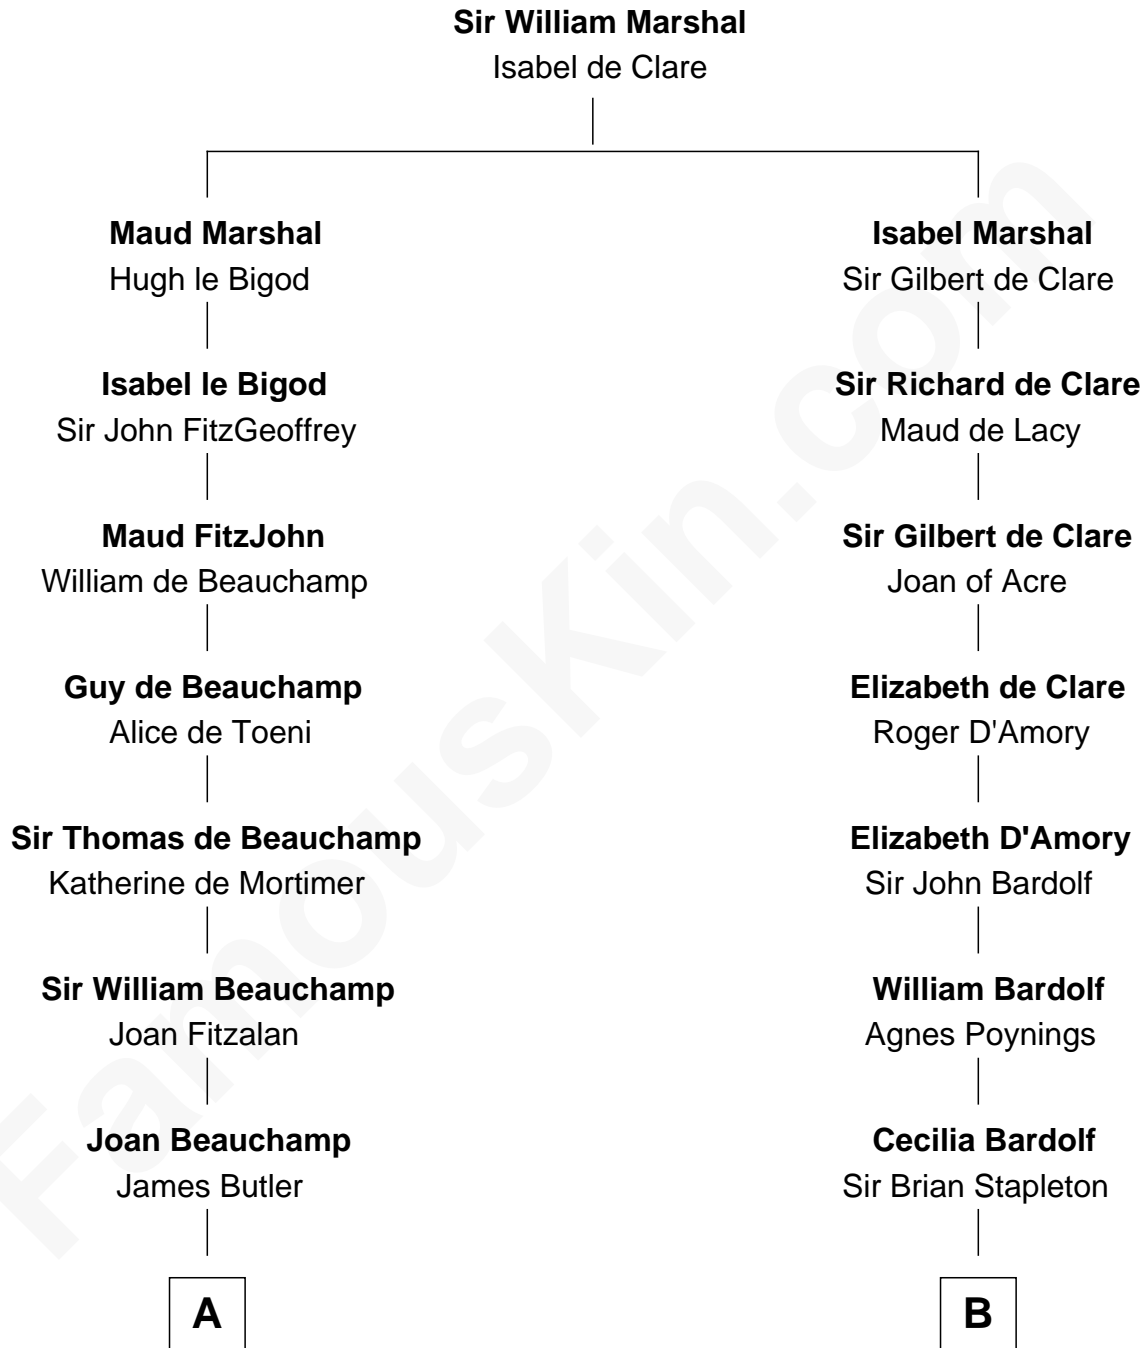 Sir William Marshal
Isabel de Clare
Maud Marshal
Hugh le Bigod
Isabel Marshal
Sir Gilbert de Clare
Isabel le Bigod
Sir John FitzGeoffrey
Sir Richard de Clare
Maud de Lacy
Maud FitzJohn
William de Beauchamp
Sir Gilbert de Clare
Joan of Acre
Guy de Beauchamp
Alice de Toeni
Elizabeth de Clare
Roger D'Amory
Sir Thomas de Beauchamp
Katherine de Mortimer
Elizabeth D'Amory
Sir John Bardolf
Sir William Beauchamp
Joan Fitzalan
William Bardolf
Agnes Poynings
Joan Beauchamp
James Butler
Cecilia Bardolf
Sir Brian Stapleton
A
B
FamousKin.com